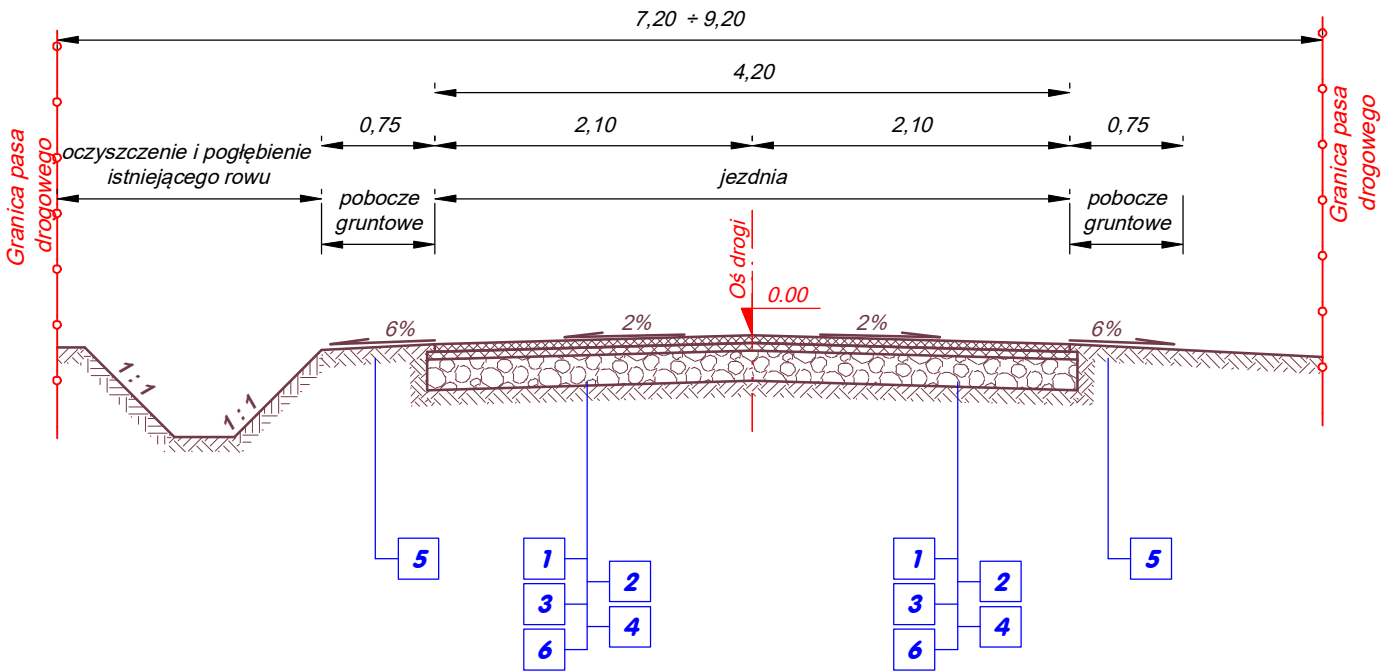 7,20 ÷ 9,20
4,20
0,75
2,10
2,10
0,75
oczyszczenie i pogłębienie
istniejącego rowu
jezdnia
pobocze
gruntowe
pobocze
gruntowe
Granica pasa
drogowego
Granica pasa
drogowego
Oś drogi
0.00
6%
2%
2%
6%
1:1
1:1
5
1
2
3
4
6
1
2
3
4
6
5